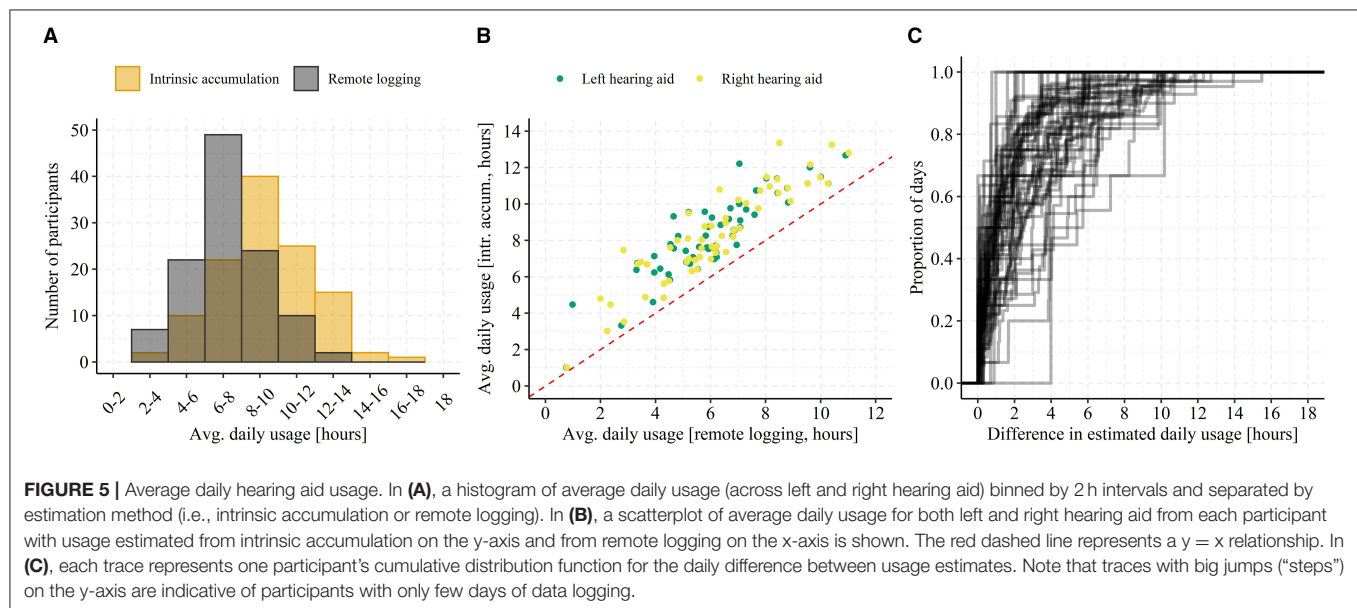 A
Intrinsic accumulation
Remote logging
Number of participants
50
40
30
20
10
0
0-2
2-4
4-6
6-8
8-10
10-12
12-14
14-16
16-18
18
Avg. daily usage [hours]
B
Left hearing aid
Right hearing aid
Avg. daily usage [intr. accum., hours]
14
12
10
8
6
4
2
0
0
2
4
6
8
10
12
Avg. daily usage [remote logging, hours]
C
Proportion of days
1.0
0.8
0.6
0.4
0.2
0.0
0
2
4
6
8
10
12
14
16
18
Difference in estimated daily usage [hours]
FIGURE 5 | Average daily hearing aid usage. In (A), a histogram of average daily usage (across left and right hearing aid) binned by 2 h intervals and separated by
estimation method (i.e., intrinsic accumulation or remote logging). In (B), a scatterplot of average daily usage for both left and right hearing aid from each participant
with usage estimated from intrinsic accumulation on the y-axis and from remote logging on the x-axis is shown. The red dashed line represents a y = x relationship. In
(C), each trace represents one participant's cumulative distribution function for the daily difference between usage estimates. Note that traces with big jumps (“steps”)
on the y-axis are indicative of participants with only few days of data logging.